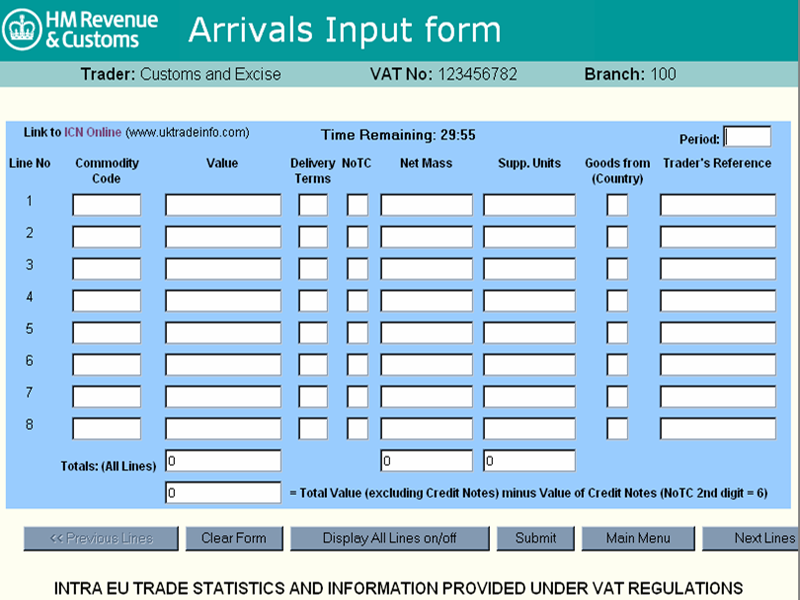 HM Revenue
& Customs
Arrivals Input form
Trader: Customs and Excise VAT No: 123456782 Branch: 100
Link to ICN Online (www.uktradeinfo.com) Time Remaining: 29:55 Period:
Line No Commodity Code Value Delivery Terms NoTC Net Mass Supp. Units Goods from (Country) Trader's Reference
1
2
3
4
5
6
7
8
Totals: (All Lines) 0 0 0
0 = Total Value (excluding Credit Notes) minus Value of Credit Notes (NoTC 2nd digit = 6)
<< Previous Lines Clear Form Display All Lines on/off Submit Main Menu Next Lines
INTRA EU TRADE STATISTICS AND INFORMATION PROVIDED UNDER VAT REGULATIONS